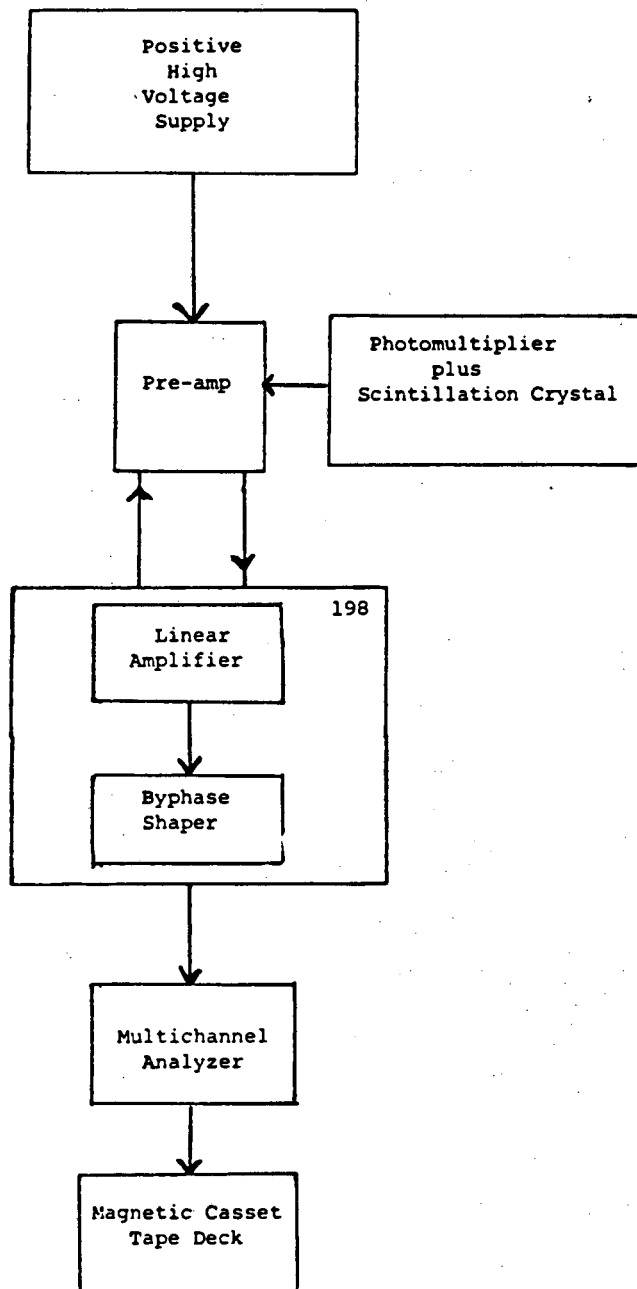 Positive
High
Voltage
Supply
Pre-amp
Photomultiplier
plus
Scintillation Crystal
198
Linear
Amplifier
Byphase
Shaper
Multichannel
Analyzer
Magnetic Casset
Tape Deck